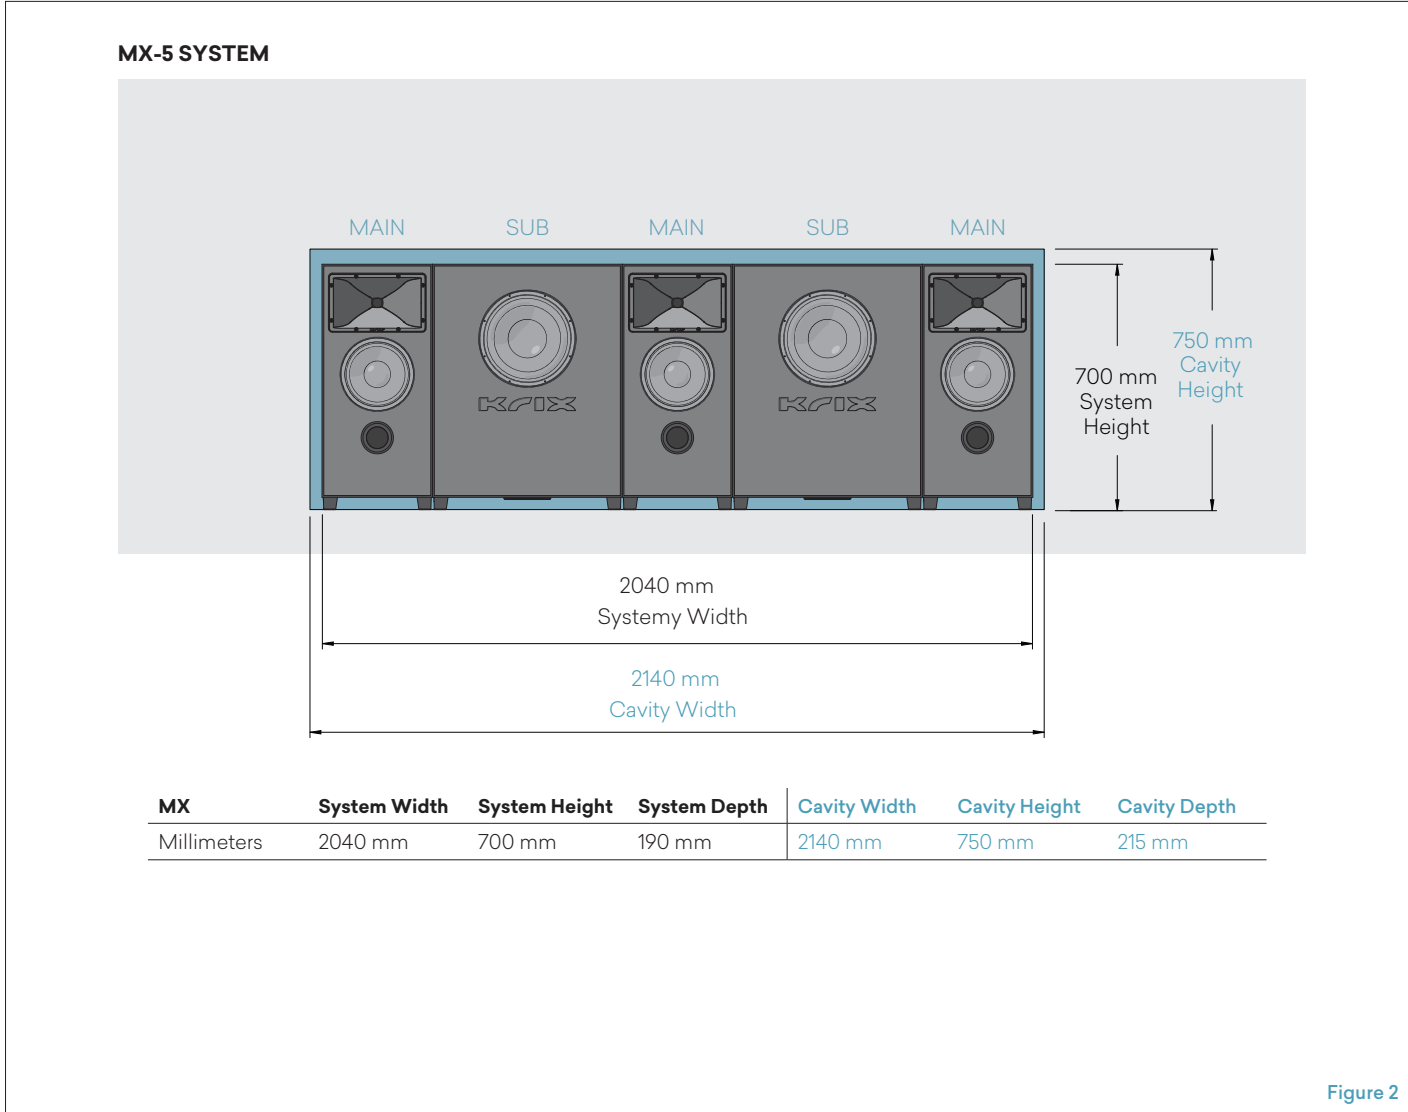 MX-5 SYSTEM
MAIN SUB MAIN SUB MAIN
KRIX KRIX
750 mm
Cavity
Height
700 mm
System
Height
2040 mm
Systemy Width
2140 mm
Cavity Width
MX System Width System Height System Depth Cavity Width Cavity Height Cavity Depth
Millimeters 2040 mm 700 mm 190 mm 2140 mm 750 mm 215 mm
Figure 2